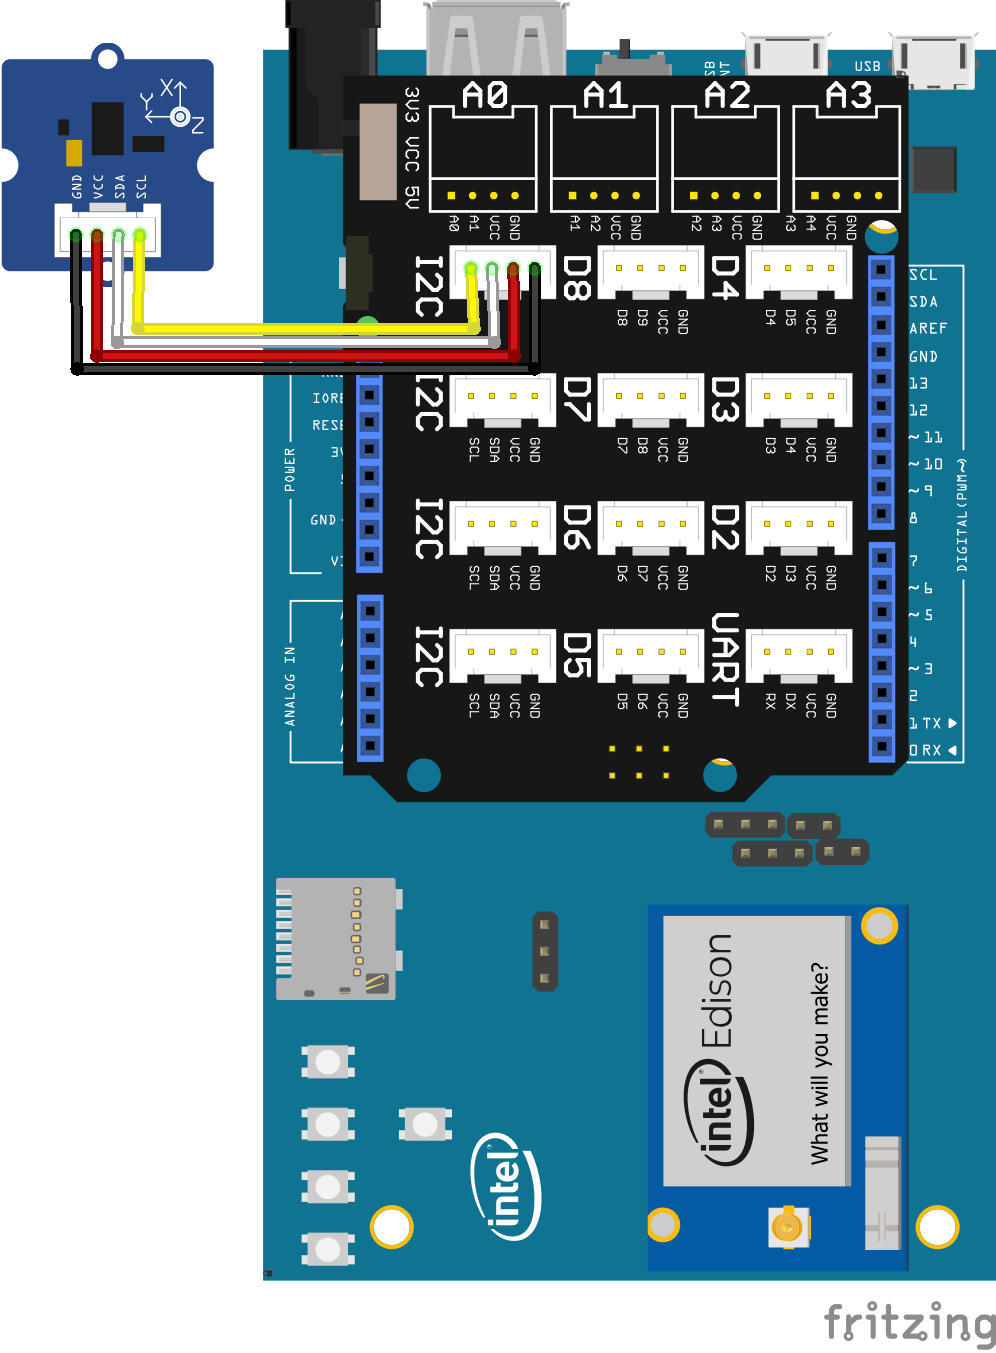 USB
X
Y
Z
GND VCC SDA SCL
3V3 VCC 5V
A0 A1 A2 A3
A0 A1 VCC GND
A1 A2 VCC GND
A2 A3 VCC GND
A3 A4 VCC GND
I2C D8 D4
D8 D9 VCC GND
D4 D5 VCC GND
I2C D7 D3
SCL SDA VCC GND
D7 D8 VCC GND
D3 D4 VCC GND
I2C D6 D2
SCL SDA VCC GND
D6 D7 VCC GND
D2 D3 VCC GND
I2C D5 UART
SCL SDA VCC GND
D5 D6 VCC GND
RX DX VCC GND
POWER
GND
ANALOG IN
SCL
SDA
AREF
GND
13
12
~11
~10
~9
8
7
~6
~5
4
~3
2
1 TX
0 RX
DIGITAL(PWM~)
intel Edison
What will you make?
intel
fritzing